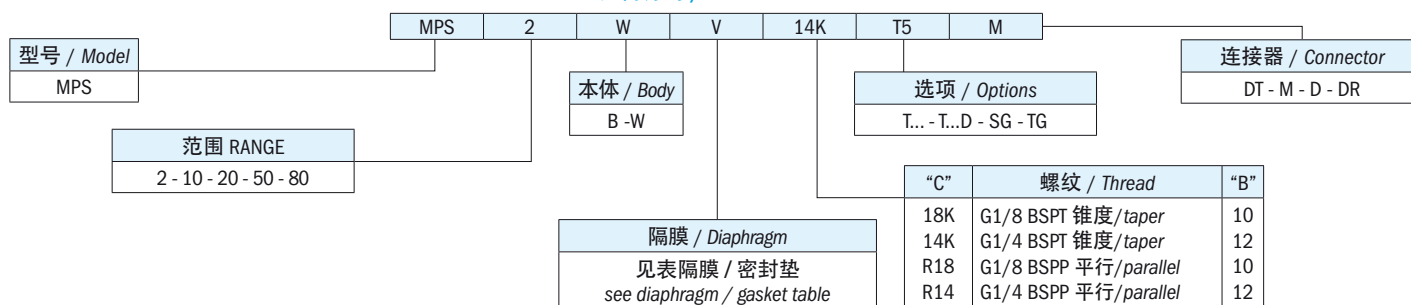 MPS 2 W V 14K T5 M
型号 / Model
MPS
本体 / Body
B -W
选项 / Options
T... - T...D - SG - TG
连接器 / Connector
DT - M - D - DR
范围 RANGE
2 - 10 - 20 - 50 - 80
隔膜 / Diaphragm
见表隔膜 / 密封垫
see diaphragm / gasket table
“C” 螺纹 / Thread “B”
18K G1/8 BSPT 锥度/taper 10
14K G1/4 BSPT 锥度/taper 12
R18 G1/8 BSPP 平行/parallel 10
R14 G1/4 BSPP 平行/parallel 12